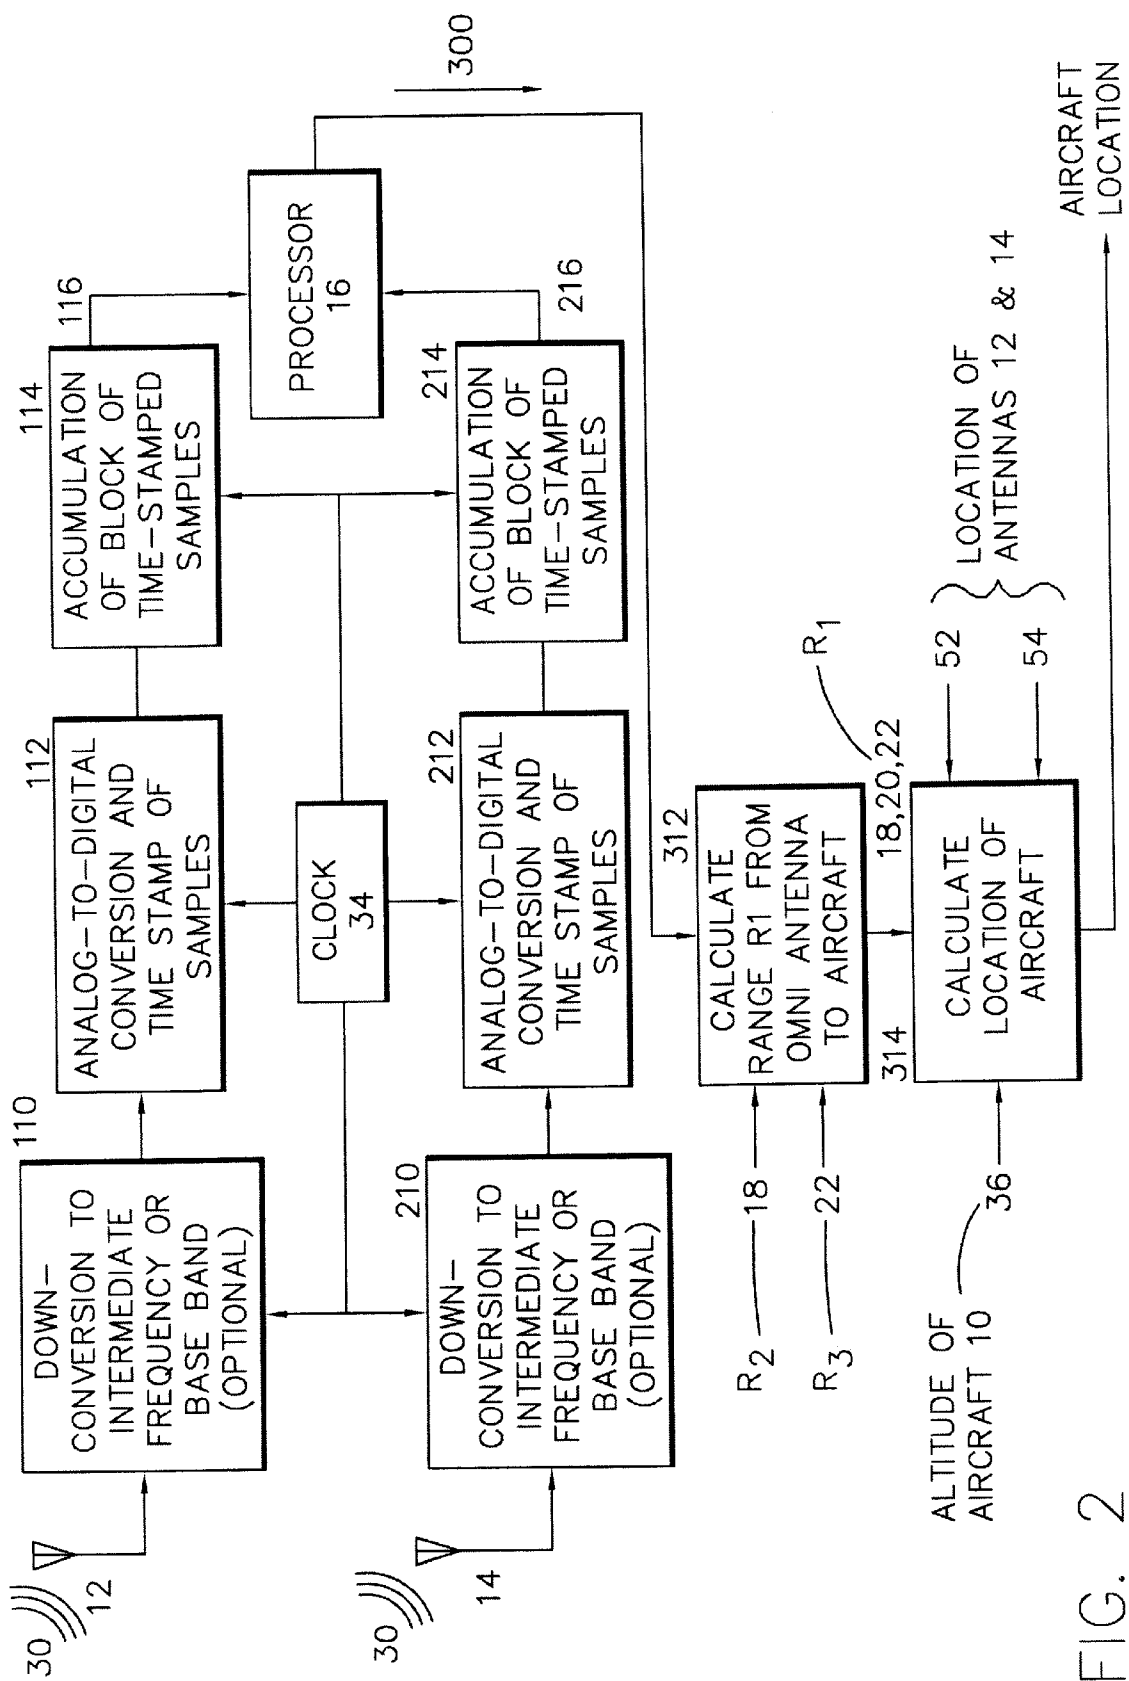 30
12
DOWN-
CONVERSION TO
INTERMEDIATE
FREQUENCY OR
BASE BAND
(OPTIONAL)
110
ANALOG-TO-DIGITAL
CONVERSION AND
TIME STAMP OF
SAMPLES
112
ACCUMULATION
OF BLOCK OF
TIME-STAMPED
SAMPLES
114
116
CLOCK
34
PROCESSOR
16
300
30
14
DOWN-
CONVERSION TO
INTERMEDIATE
FREQUENCY OR
BASE BAND
(OPTIONAL)
210
ANALOG-TO-DIGITAL
CONVERSION AND
TIME STAMP OF
SAMPLES
212
ACCUMULATION
OF BLOCK OF
TIME-STAMPED
SAMPLES
214
216
R2
18
R3
22
CALCULATE
RANGE R1 FROM
OMNI ANTENNA
TO AIRCRAFT
312
18,20,22
R1
ALTITUDE OF
AIRCRAFT 10
36
314
CALCULATE
LOCATION OF
AIRCRAFT
52
54
LOCATION OF
ANTENNAS 12 & 14
AIRCRAFT
LOCATION
FIG. 2